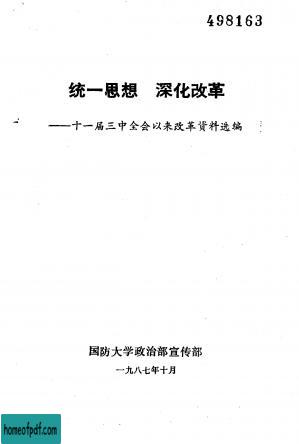 498163
统一思想 深化改革
——十一届三中全会以来改革资料选编
国防大学政治部宣传部
一九八七年十月
homeofpdf.com